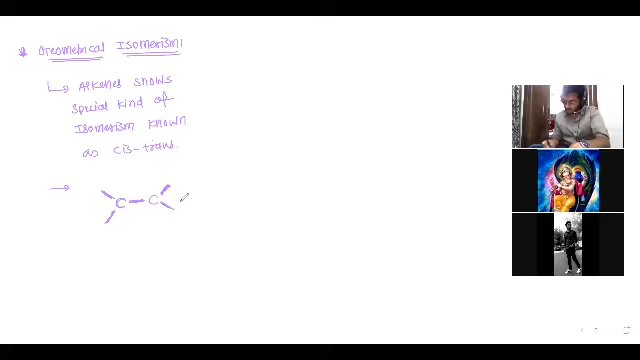 * Geometrical Isomerism
↳ Alkenes shows
special kind of
Isomerism known
as cis-trans.
→ C - C